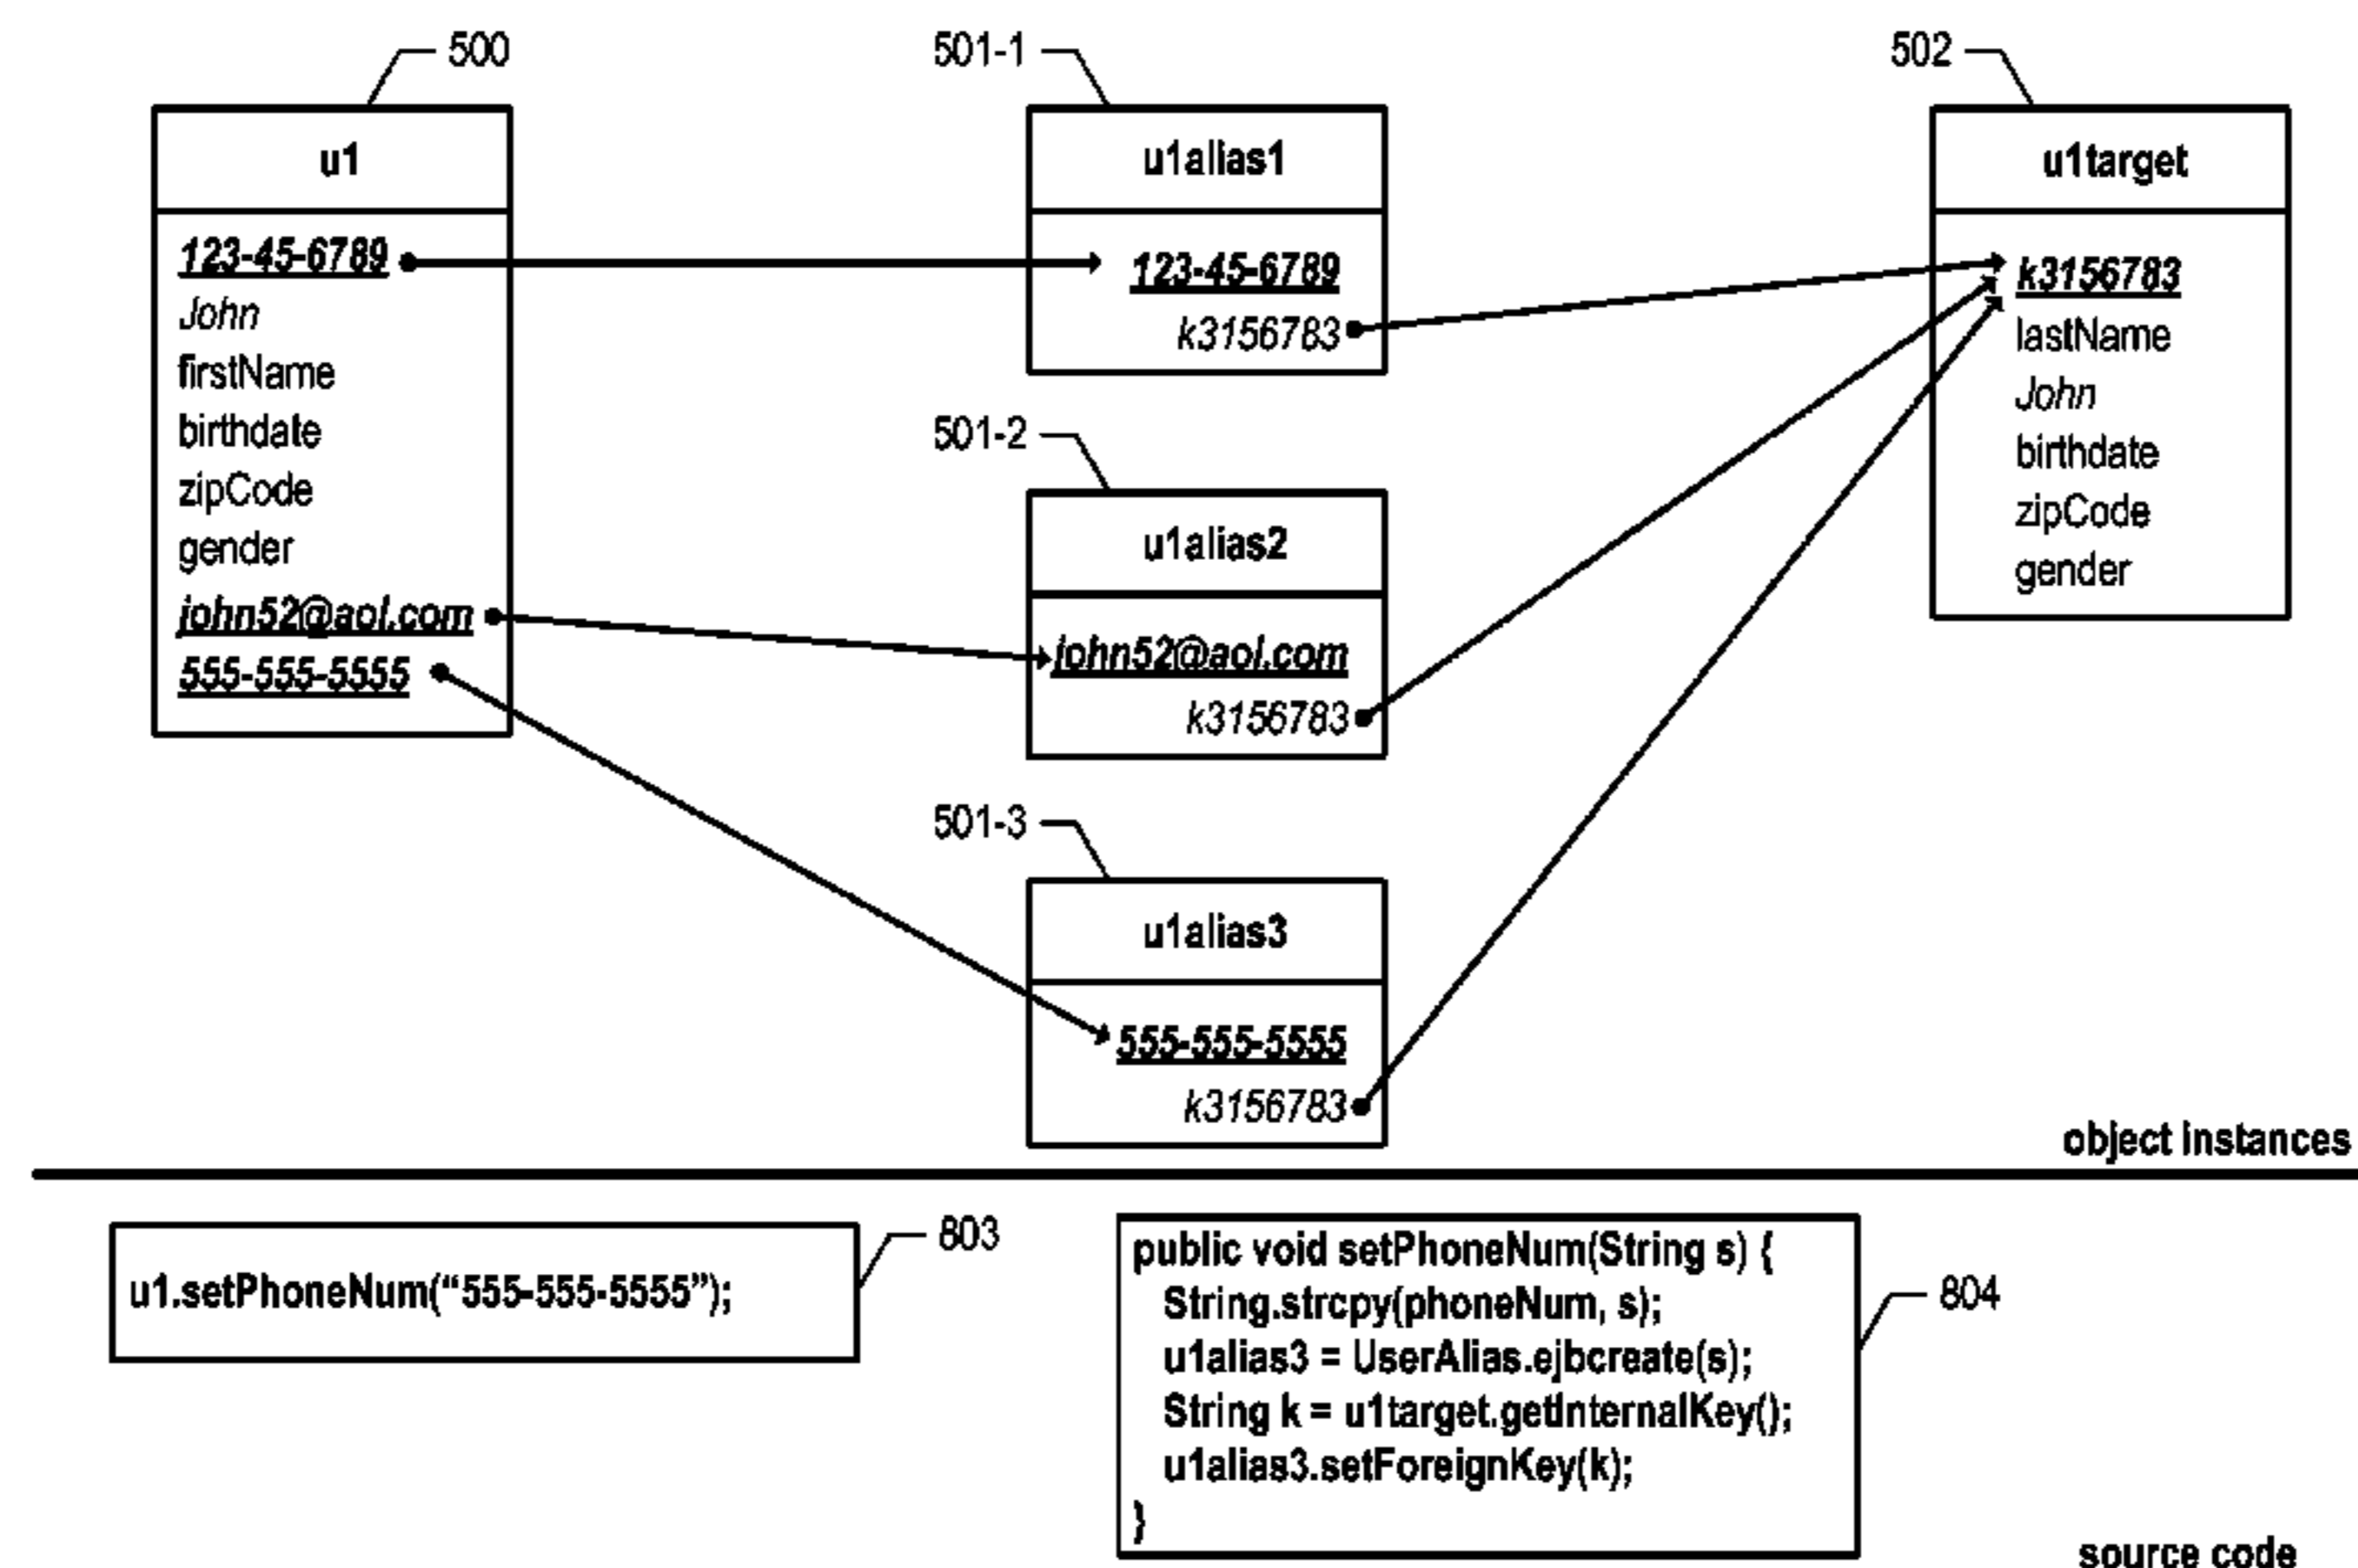 500
u1
123-45-6789
John
firstName
birthdate
zipCode
gender
john52@aol.com
555-555-5555
501-1
u1alias1
123-45-6789
k3156783
501-2
u1alias2
john52@aol.com
k3156783
501-3
u1alias3
555-555-5555
k3156783
502
u1target
k3156783
lastName
John
birthdate
zipCode
gender
object instances
803
u1.setPhoneNum(“555-555-5555”);
804
public void setPhoneNum(String s) {
String.strcpy(phoneNum, s);
u1alias3 = UserAlias.ejbcreate(s);
String k = u1target.getInternalKey();
u1alias3.setForeignKey(k);
}
source code